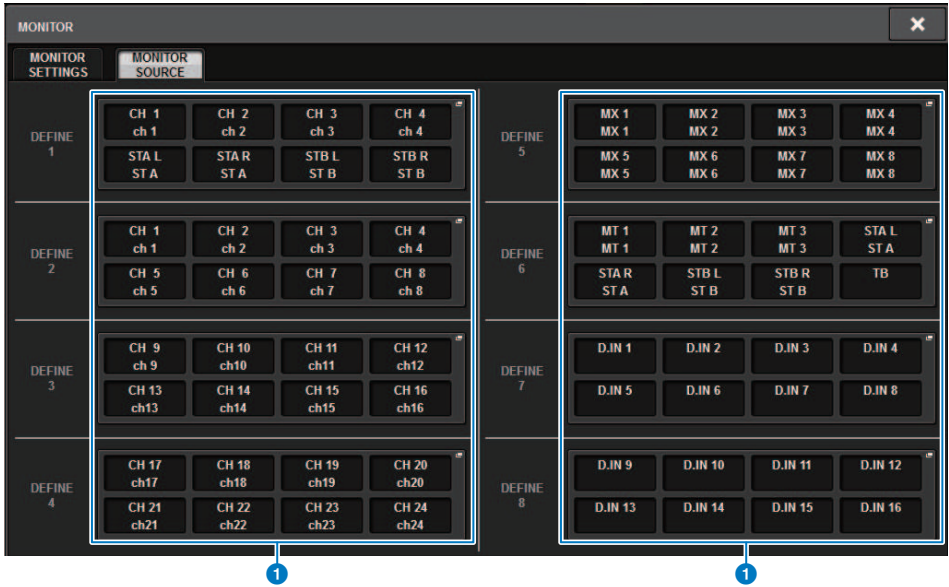 MONITOR
MONITOR SETTINGS
MONITOR SOURCE
DEFINE 1
CH 1 CH 2 CH 3 CH 4
ch 1 ch 2 ch 3 ch 4
STA L STA R STB L STB R
ST A ST A ST B ST B
DEFINE 2
CH 1 CH 2 CH 3 CH 4
ch 1 ch 2 ch 3 ch 4
CH 5 CH 6 CH 7 CH 8
ch 5 ch 6 ch 7 ch 8
DEFINE 3
CH 9 CH 10 CH 11 CH 12
ch 9 ch10 ch11 ch12
CH 13 CH 14 CH 15 CH 16
ch13 ch14 ch15 ch16
DEFINE 4
CH 17 CH 18 CH 19 CH 20
ch17 ch18 ch19 ch20
CH 21 CH 22 CH 23 CH 24
ch21 ch22 ch23 ch24
1
DEFINE 5
MX 1 MX 2 MX 3 MX 4
MX 1 MX 2 MX 3 MX 4
MX 5 MX 6 MX 7 MX 8
MX 5 MX 6 MX 7 MX 8
DEFINE 6
MT 1 MT 2 MT 3 STA L
MT 1 MT 2 MT 3 ST A
STA R STB L STB R TB
ST A ST B ST B
DEFINE 7
D.IN 1 D.IN 2 D.IN 3 D.IN 4
D.IN 5 D.IN 6 D.IN 7 D.IN 8
DEFINE 8
D.IN 9 D.IN 10 D.IN 11 D.IN 12
D.IN 13 D.IN 14 D.IN 15 D.IN 16
1